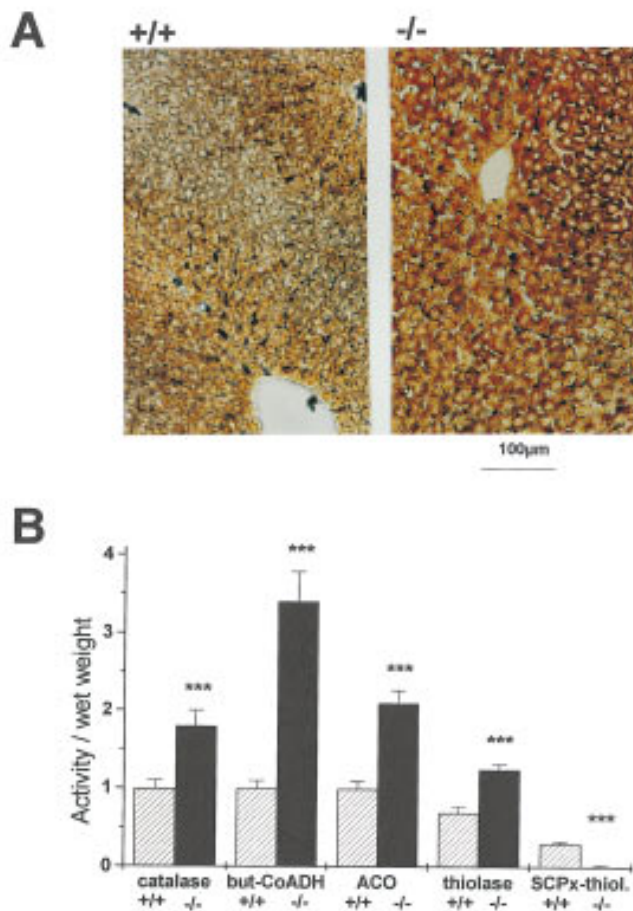 A
+/+ -/-
100µm
B
Activity / wet weight
4
3
2
1
0
*** *** *** *** ***
catalase but-CoADH ACO thiolase SCPx-thiol.
+/+ -/- +/+ -/- +/+ -/- +/+ -/- +/+ -/-